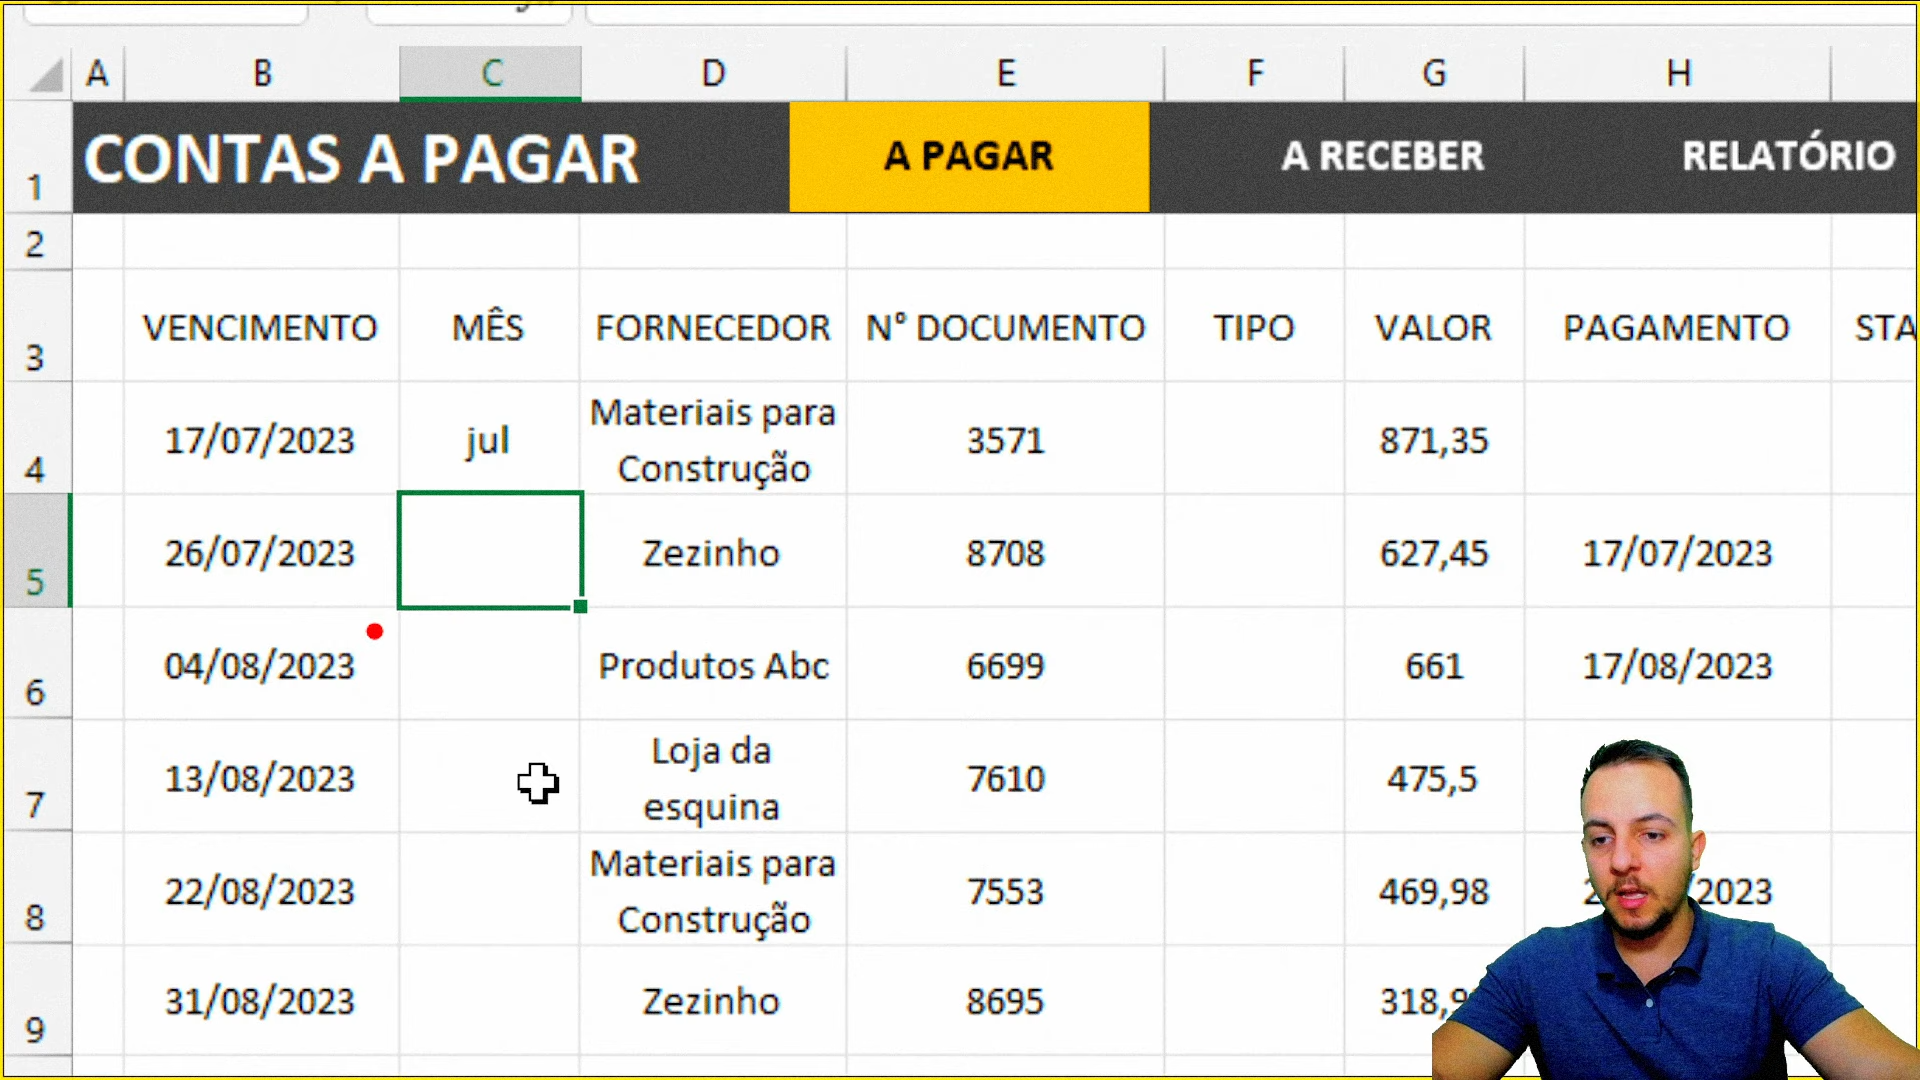 A B C D E F G H
1 CONTAS A PAGAR A PAGAR A RECEBER RELATÓRIO
2
3 VENCIMENTO MÊS FORNECEDOR N° DOCUMENTO TIPO VALOR PAGAMENTO STA
4 17/07/2023 jul Materiais para Construção 3571 871,35
5 26/07/2023 Zezinho 8708 627,45 17/07/2023
6 04/08/2023 Produtos Abc 6699 661 17/08/2023
7 13/08/2023 Loja da esquina 7610 475,5
8 22/08/2023 Materiais para Construção 7553 469,98
9 31/08/2023 Zezinho 8695